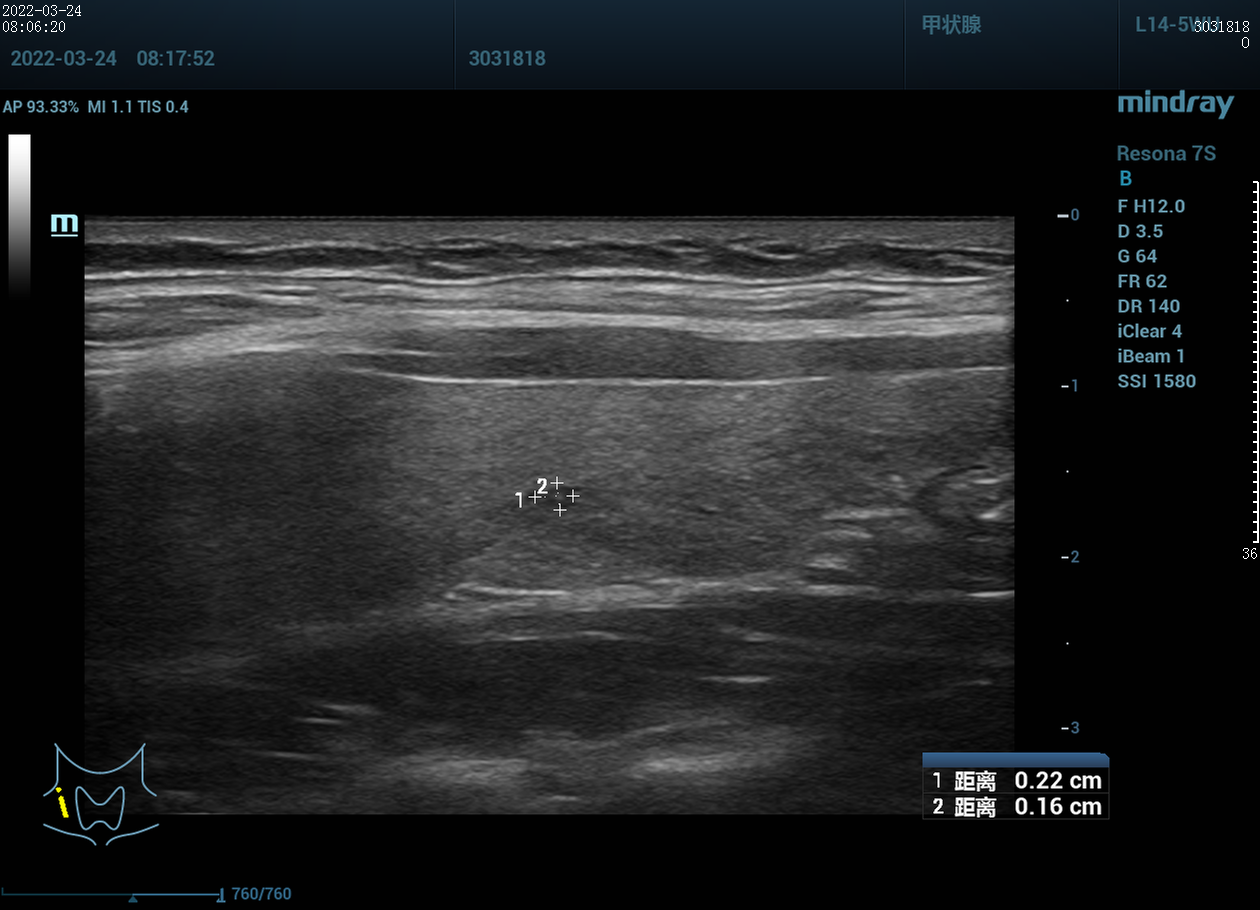 2022-03-24
08:06:20
2022-03-24 08:17:52
3031818
甲状腺
3031818
0
AP 93.33% MI 1.1 TIS 0.4
mindray
Resona 7S
B
F H12.0
D 3.5
G 64
FR 62
DR 140
iClear 4
iBeam 1
SSI 1580
m
0
1
2
3
36
1
2
1 距离 0.22 cm
2 距离 0.16 cm
760/760